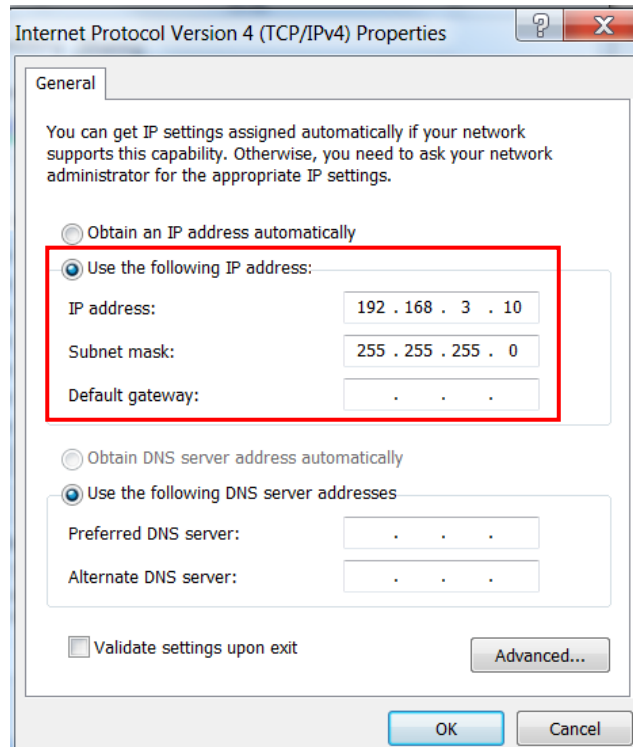 Internet Protocol Version 4 (TCP/IPv4) Properties
General
You can get IP settings assigned automatically if your network
supports this capability. Otherwise, you need to ask your network
administrator for the appropriate IP settings.
Obtain an IP address automatically
Use the following IP address:
IP address: 192 . 168 . 3 . 10
Subnet mask: 255 . 255 . 255 . 0
Default gateway: . . .
Obtain DNS server address automatically
Use the following DNS server addresses
Preferred DNS server: . . .
Alternate DNS server: . . .
Validate settings upon exit
Advanced...
OK Cancel